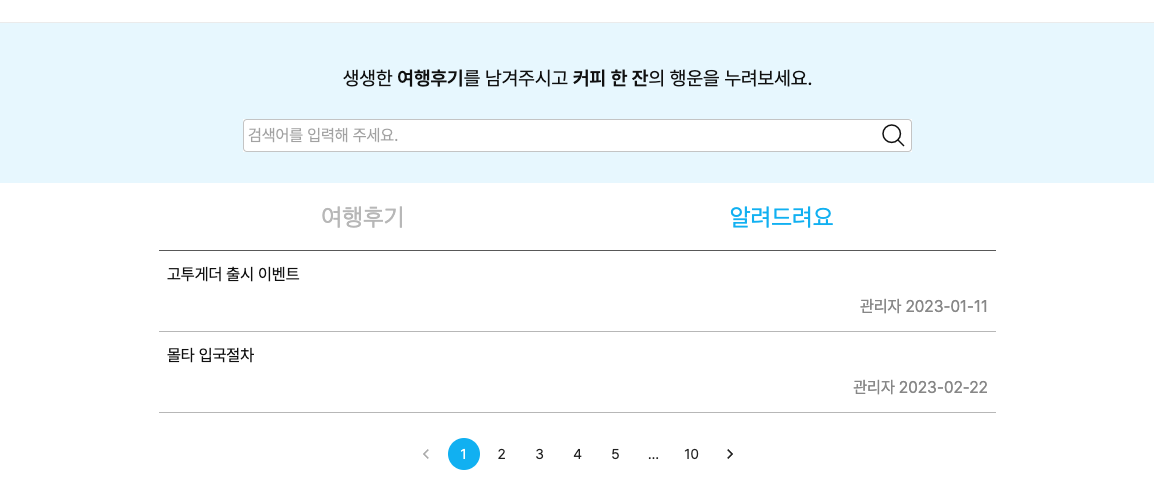 생생한 여행후기를 남겨주시고 커피 한 잔의 행운을 누려보세요.
검색어를 입력해 주세요.
여행후기 알려드려요
고투게더 출시 이벤트
관리자 2023-01-11
몰타 입국절차
관리자 2023-02-22
1 2 3 4 5 ... 10